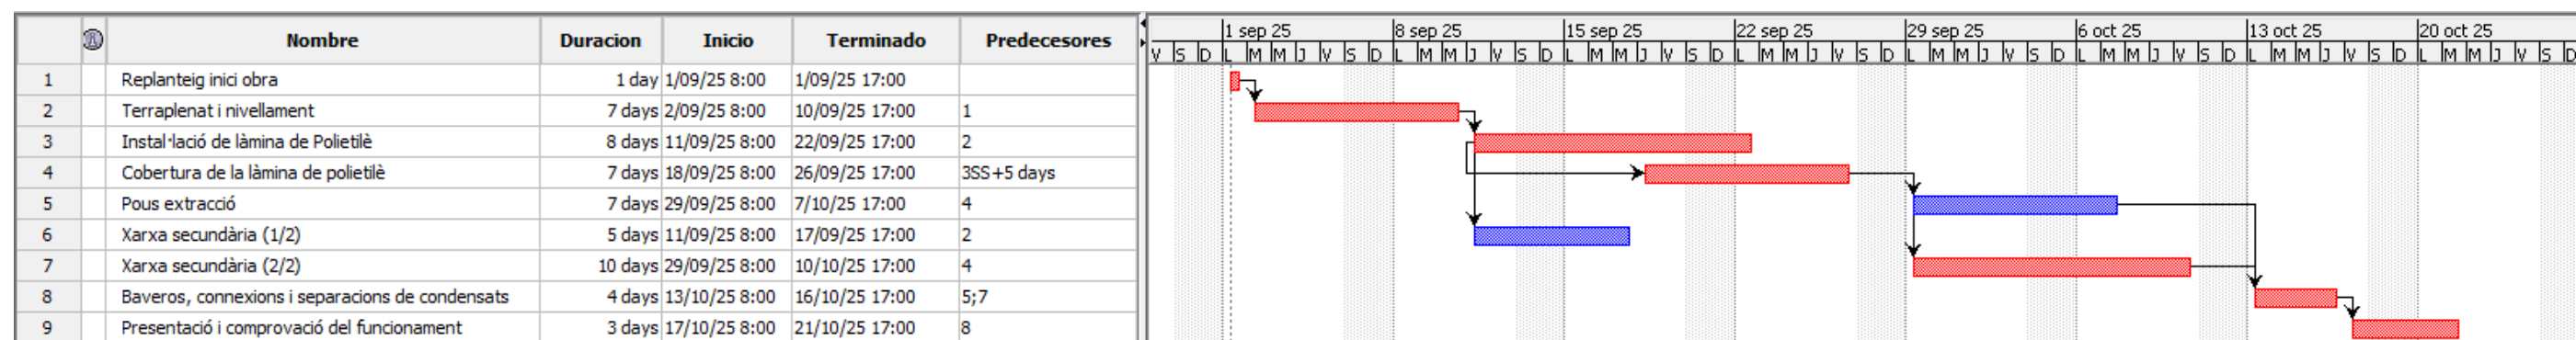 Nombre Duracion Inicio Terminado Predecesores 1 sep 25 8 sep 25 15 sep 25 22 sep 25 29 sep 25 6 oct 25 13 oct 25 20 oct 25
V S D L M M J V S D L M M J V S D L M M J V S D L M M J V S D L M M J V S D L M M J V S D L M M J V S D L M M J V S D
1 Replanteig inici obra 1 day 1/09/25 8:00 1/09/25 17:00
2 Terraplenat i nivellament 7 days 2/09/25 8:00 10/09/25 17:00 1
3 Instal·lació de làmina de Polietilè 8 days 11/09/25 8:00 22/09/25 17:00 2
4 Cobertura de la làmina de polietilè 7 days 18/09/25 8:00 26/09/25 17:00 3SS+5 days
5 Pous extracció 7 days 29/09/25 8:00 7/10/25 17:00 4
6 Xarxa secundària (1/2) 5 days 11/09/25 8:00 17/09/25 17:00 2
7 Xarxa secundària (2/2) 10 days 29/09/25 8:00 10/10/25 17:00 4
8 Baveros, connexions i separacions de condensats 4 days 13/10/25 8:00 16/10/25 17:00 5;7
9 Presentació i comprovació del funcionament 3 days 17/10/25 8:00 21/10/25 17:00 8